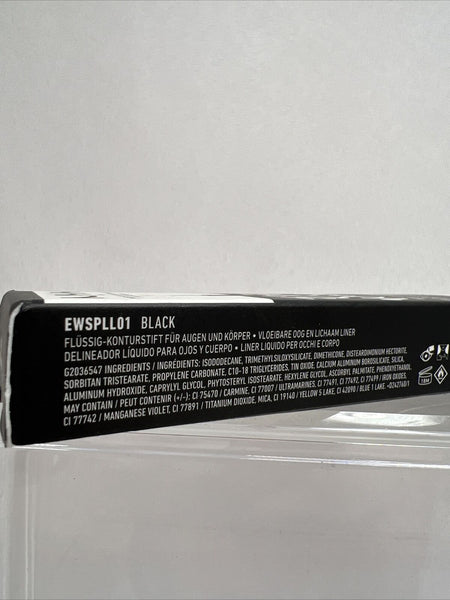 EWSPLL01 BLACK
FLÜSSIG-KONTURSTIFT FÜR AUGEN UND KÖRPER • VLOEIBARE OOG EN LICHAAM LINER
DELINEADOR LÍQUIDO PARA OJOS Y CUERPO • LINER LIQUIDO PER OCCHI E CORPO
G2036547 INGREDIENTS / INGRÉDIENTS: ISODODECANE, TRIMETHYLSILOXYSILICATE, DIMETHICONE, DISTEARDIMONIUM HECTORITE,
SORBITAN TRISTEARATE, PROPYLENE CARBONATE, C10-18 TRIGLYCERIDES, TIN OXIDE, CALCIUM ALUMINUM BOROSILICATE, SILICA,
ALUMINUM HYDROXIDE, CAPRYLYL GLYCOL, PHYTOSTERYL ISOSTEARATE, HEXYLENE GLYCOL, ASCORBYL PALMITATE, PHENOXYETHANOL
MAY CONTAIN / PEUT CONTENIR (+/-): CI 75470 / CARMINE, CI 77007 / ULTRAMARINES, CI 77491, CI 77492, CI 77499 / IRON OXIDES,
CI 77742 / MANGANESE VIOLET, CI 77891 / TITANIUM DIOXIDE, MICA, CI 19140 / YELLOW 5 LAKE, CI 42090 / BLUE 1 LAKE.
18M